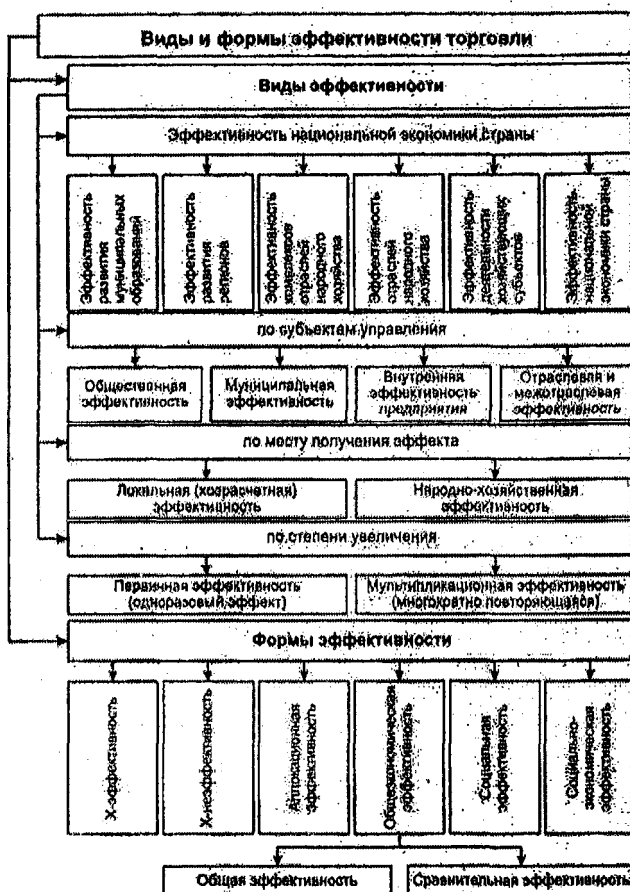 Виды и формы эффективности торговли
Виды эффективности
Эффективность национальной экономики страны
Эффективность
развития
муниципальных
образований
Эффективность
развития
регионов
Эффективность
комплексов
отраслей
народного
хозяйства
Эффективность
отраслей
народного
хозяйства
Эффективность
деятельности
хозяйствующих
субъектов
Эффективность
национальной
экономики страны
по субъектам управления
Общественная
эффективность
Муниципальная
эффективность
Внутренняя
эффективность
предприятия
Отраслевая и
межотраслевая
эффективность
по месту получения эффекта
Локальная (хозрасчетная)
эффективность
Народно-хозяйственная
эффективность
по степени увеличения
Первичная эффективность
(одноразовый эффект)
Мультипликационная эффективность
(многократно повторяющаяся)
Формы эффективности
Х-эффективность
Х-неэффективность
Аллокационная
эффективность
Общеэкономическая
эффективность
Социальная
эффективность
Социально-
экономическая
эффективность
Общая эффективность
Сравнительная эффективность